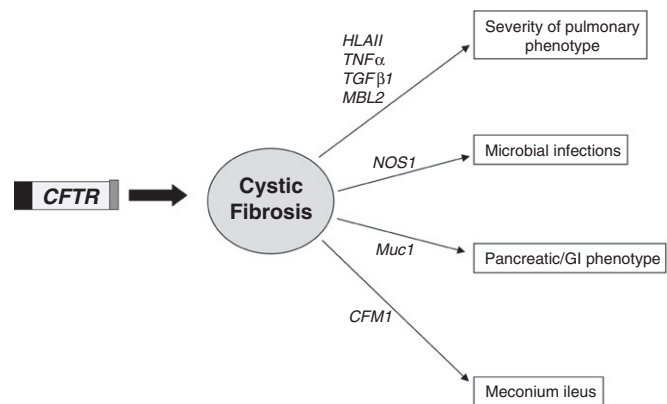 HLAII
TNFα
TGFβ1
MBL2
Severity of pulmonary
phenotype
NOS1
Microbial infections
CFTR
Cystic
Fibrosis
Muc1
Pancreatic/GI phenotype
CFM1
Meconium ileus